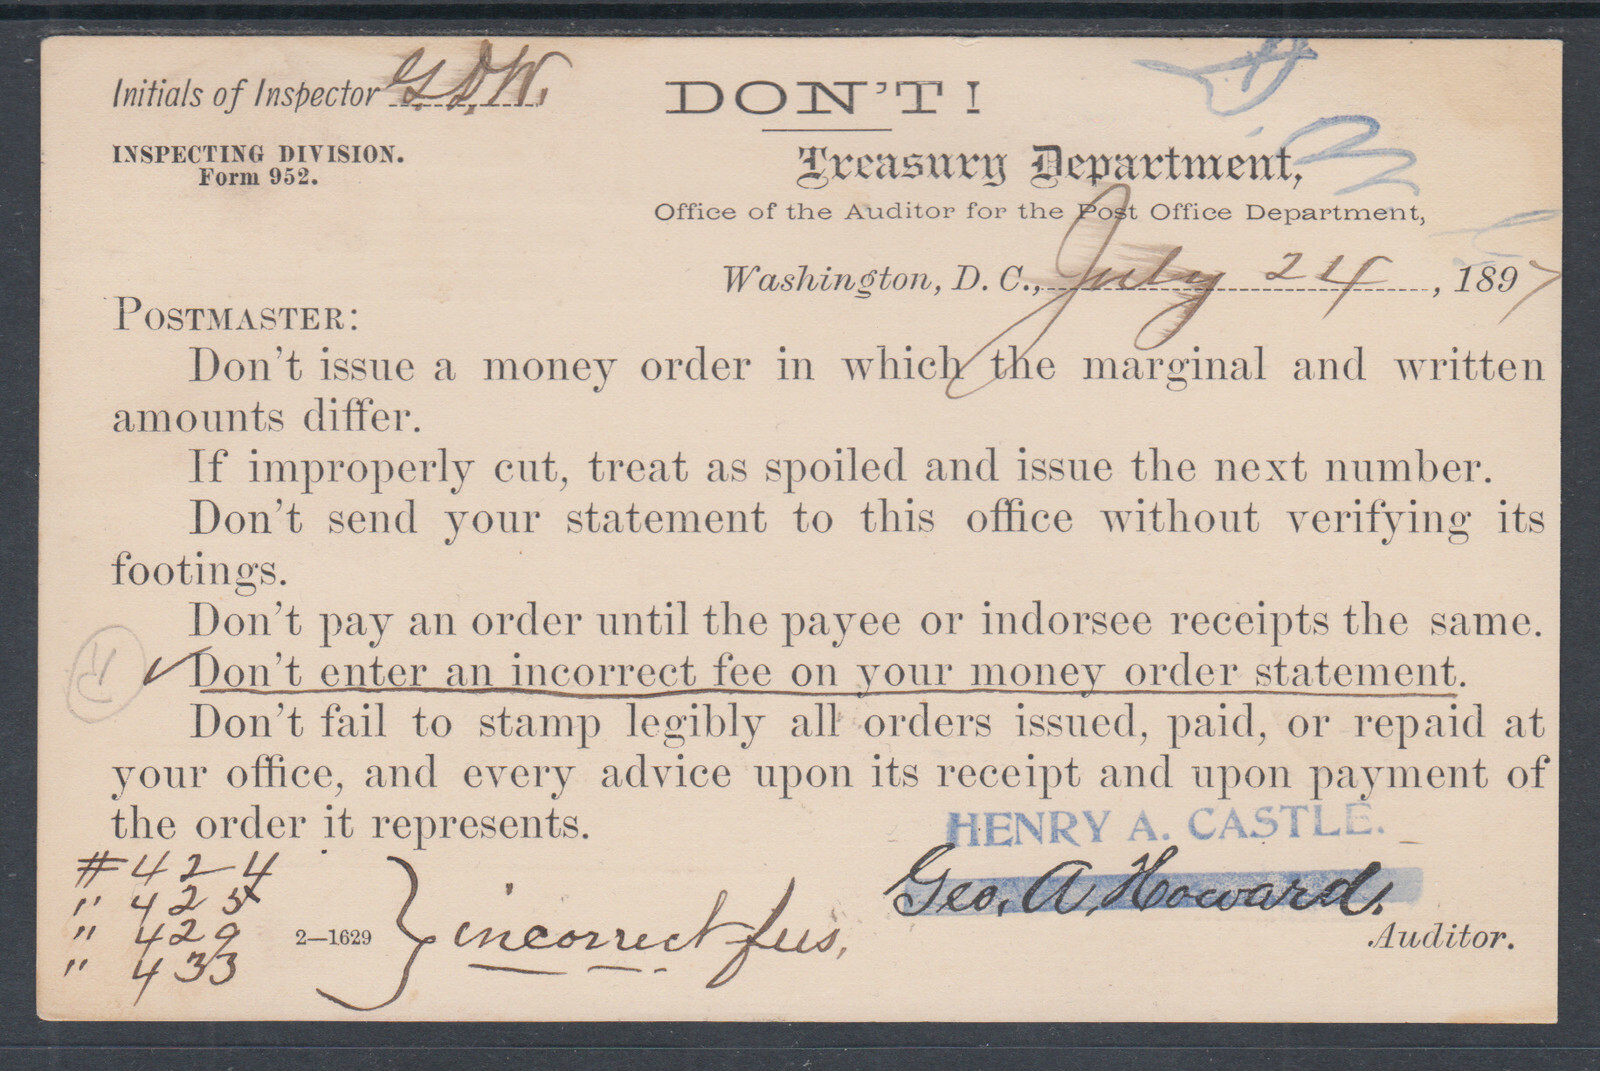 Initials of Inspector G.D.W.
DON'T!
INSPECTING DIVISION.
Form 952.
Treasury Department,
Office of the Auditor for the Post Office Department,
Washington, D. C., July 24, 1897
POSTMASTER:
Don't issue a money order in which the marginal and written
amounts differ.
If improperly cut, treat as spoiled and issue the next number.
Don't send your statement to this office without verifying its
footings.
Don't pay an order until the payee or indorsee receipts the same.
Don't enter an incorrect fee on your money order statement.
Don't fail to stamp legibly all orders issued, paid, or repaid at
your office, and every advice upon its receipt and upon payment of
the order it represents.
HENRY A. CASTLE.
Geo. A. Howard.
Auditor.
# 424
" 425
" 429
" 433
2—1629
incorrect fees.